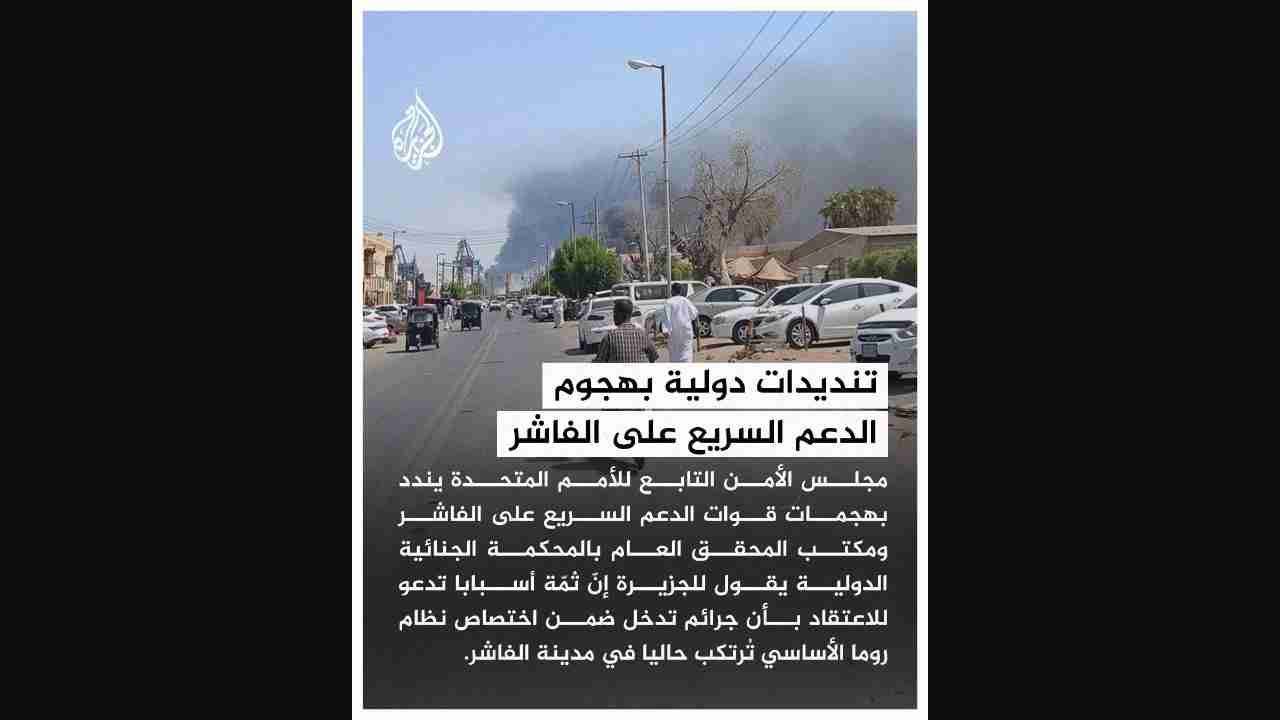 الجزيرة
تنديدات دولية بهجوم
الدعم السريع على الفاشر
مجلس الأمن التابع للأمم المتحدة يندد
بهجمات قوات الدعم السريع على الفاشر
ومكتب المحقق العام بالمحكمة الجنائية
الدولية يقول للجزيرة إنّ ثمّة أسبابا تدعو
للاعتقاد بأن جرائم تدخل ضمن اختصاص نظام
روما الأساسي تُرتكب حاليا في مدينة الفاشر.